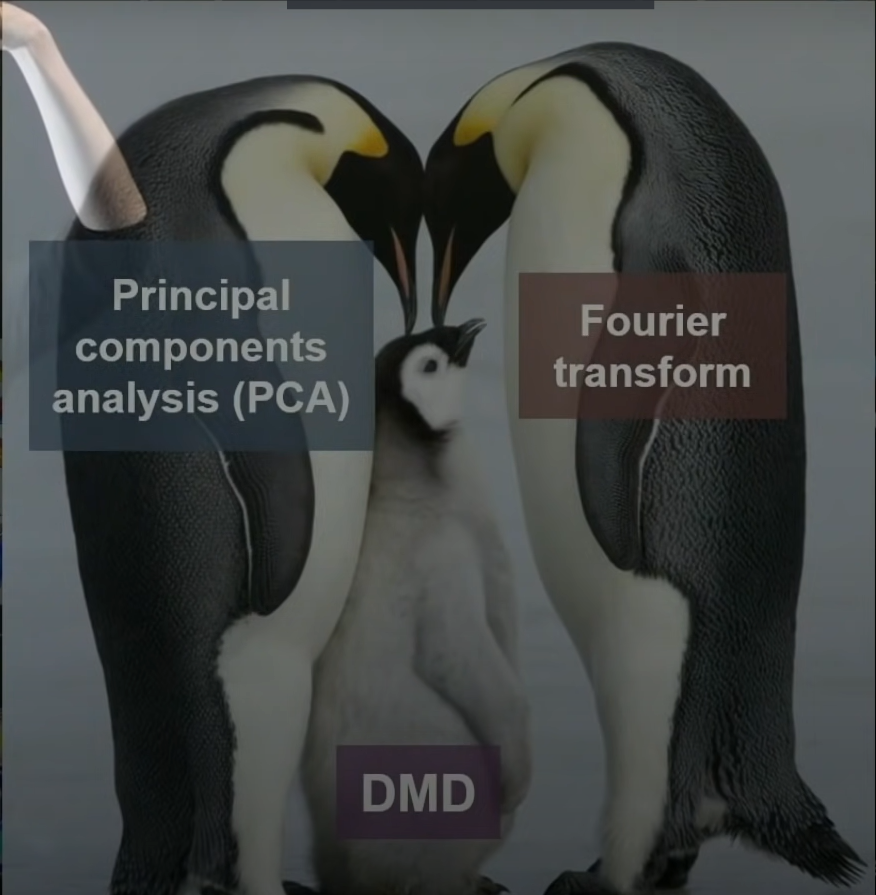 Principal
components
analysis (PCA)
Fourier
transform
DMD